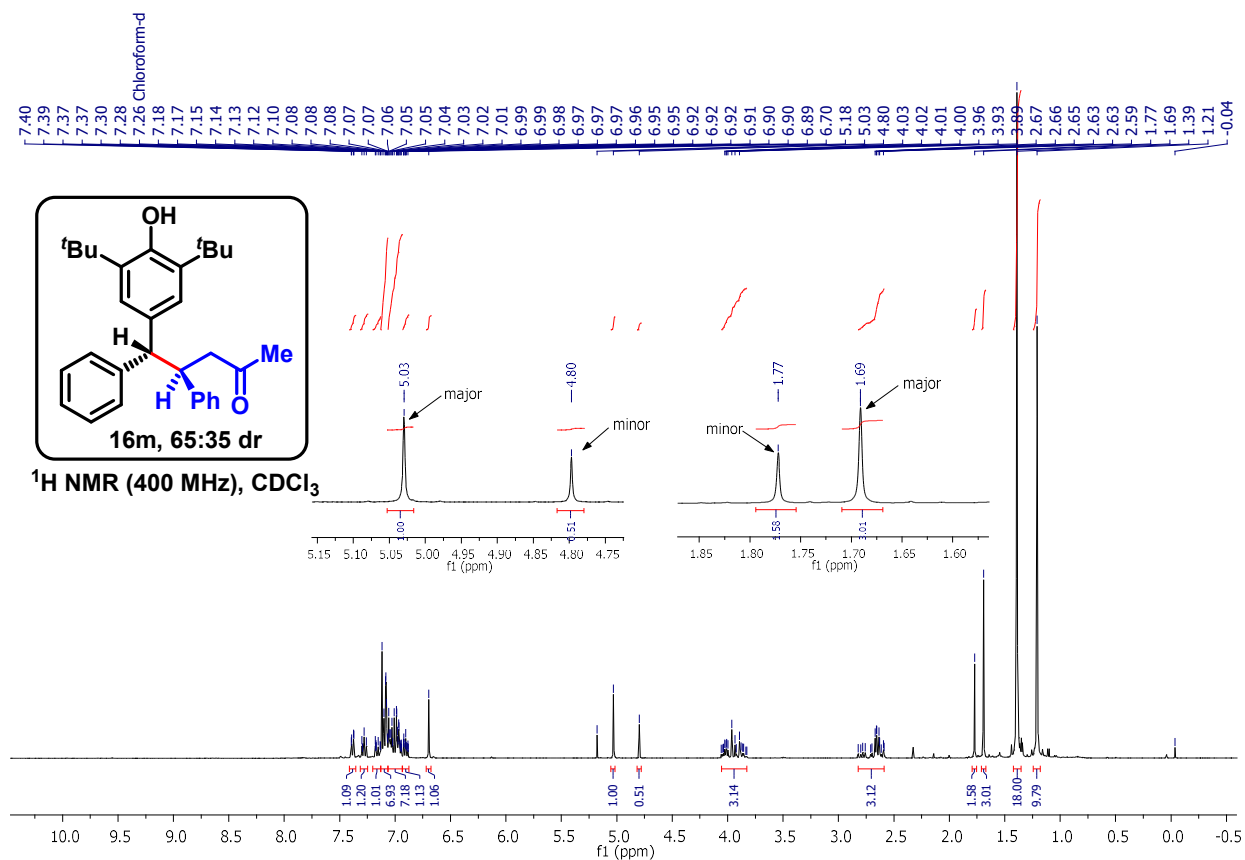 7.40 7.39 7.37 7.37 7.30 7.28 7.26 Chloroform-d 7.18 7.17 7.15 7.14 7.13 7.12 7.10 7.08 7.08 7.08 7.07 7.07 7.06 7.05 7.05 7.04 7.03 7.02 7.01 6.99 6.99 6.98 6.97 6.97 6.97 6.96 6.95 6.95 6.92 6.92 6.92 6.91 6.90 6.90 6.89 6.70 5.18 5.03 4.80 4.03 4.02 4.01 4.00 3.96 3.93 3.89 2.67 2.66 2.65 2.63 2.63 2.59 1.77 1.69 1.39 1.21 -0.04
OH
ᵗBu ᵗBu
H Me
H Ph O
16m, 65:35 dr
¹H NMR (400 MHz), CDCl₃
5.03 4.80
major
minor
1.00 0.51
5.15 5.10 5.05 5.00 4.95 4.90 4.85 4.80 4.75
f1 (ppm)
1.77 1.69
major
minor
1.58 3.01
1.85 1.80 1.75 1.70 1.65 1.60
f1 (ppm)
1.09 1.20 1.01 6.93 7.18 1.13 1.06 1.00 0.51 3.14 3.12 1.58 3.01 18.00 9.79
10.0 9.5 9.0 8.5 8.0 7.5 7.0 6.5 6.0 5.5 5.0 4.5 4.0 3.5 3.0 2.5 2.0 1.5 1.0 0.5 0.0 -0.5
f1 (ppm)